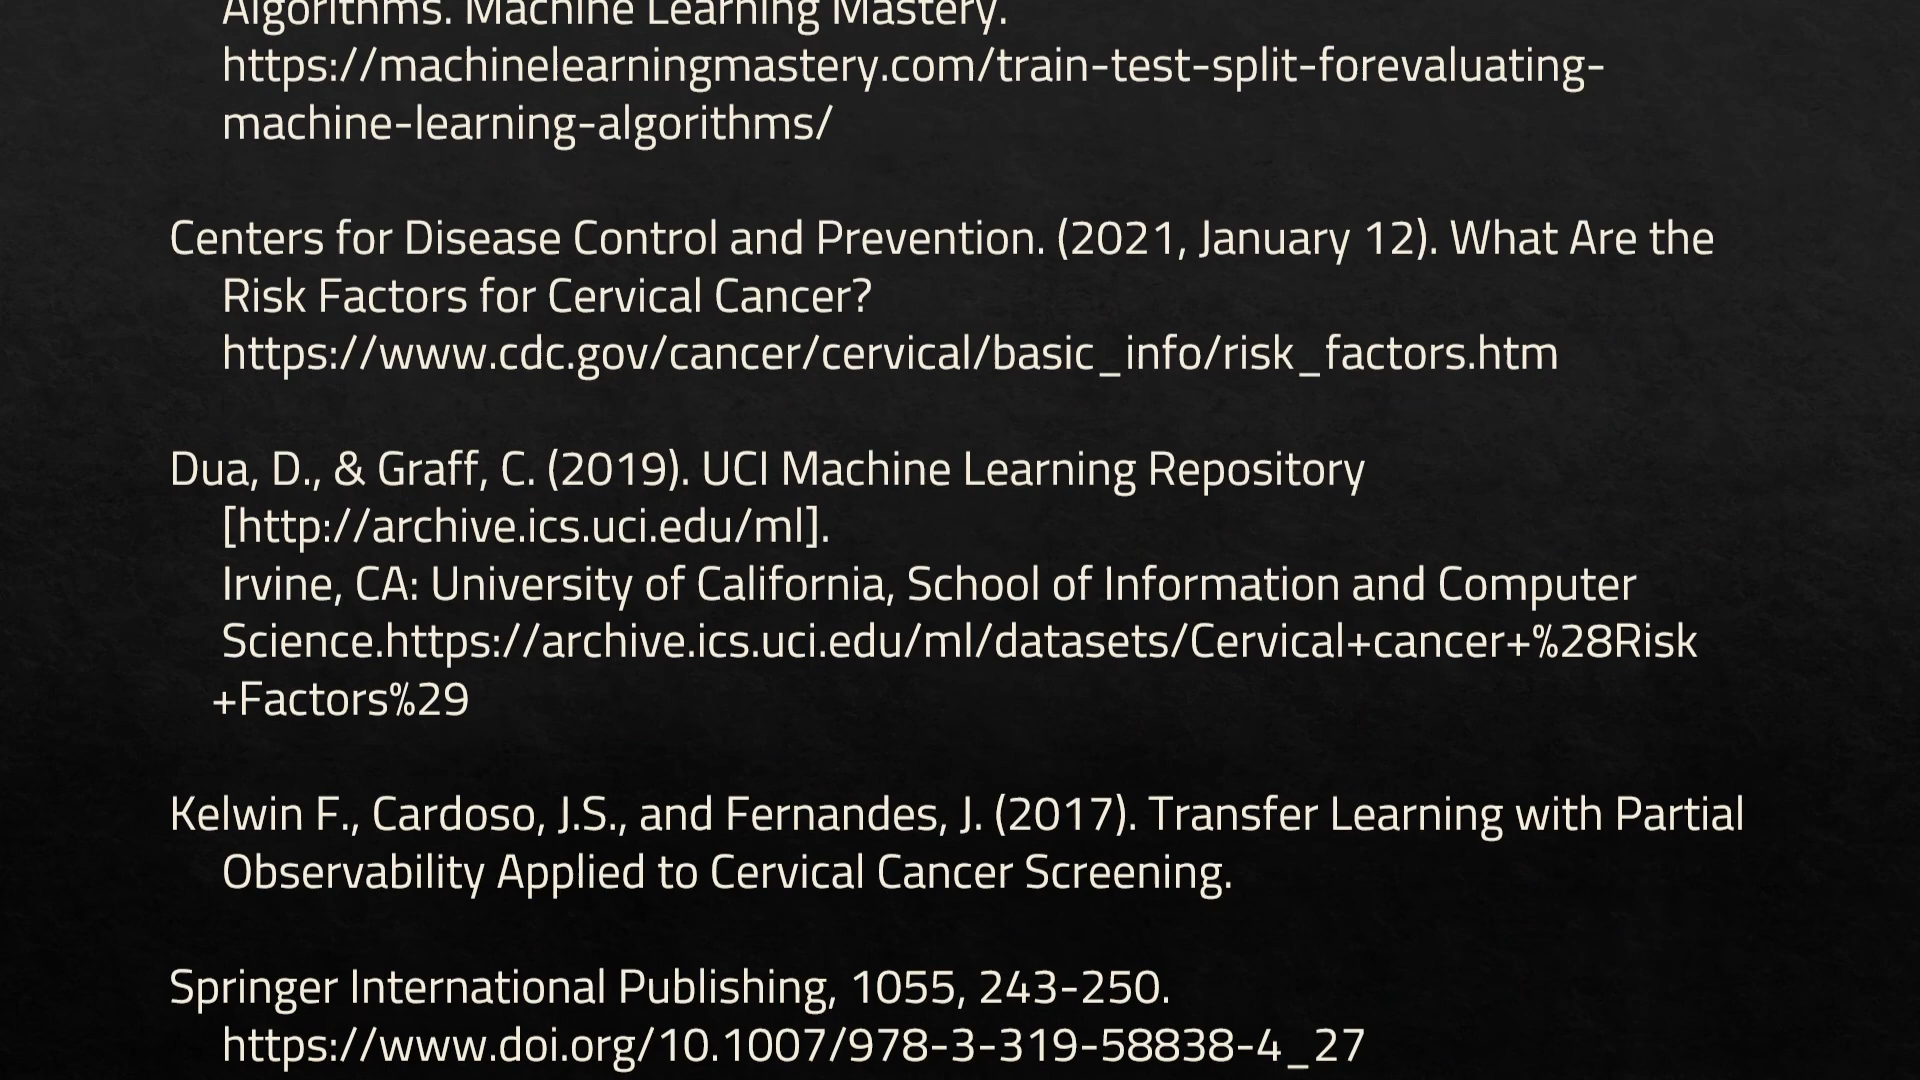 Algorithms. Machine Learning Mastery.
https://machinelearningmastery.com/train-test-split-forevaluating-
machine-learning-algorithms/
Centers for Disease Control and Prevention. (2021, January 12). What Are the
Risk Factors for Cervical Cancer?
https://www.cdc.gov/cancer/cervical/basic_info/risk_factors.htm
Dua, D., & Graff, C. (2019). UCI Machine Learning Repository
[http://archive.ics.uci.edu/ml].
Irvine, CA: University of California, School of Information and Computer
Science.https://archive.ics.uci.edu/ml/datasets/Cervical+cancer+%28Risk
+Factors%29
Kelwin F., Cardoso, J.S., and Fernandes, J. (2017). Transfer Learning with Partial
Observability Applied to Cervical Cancer Screening.
Springer International Publishing, 1055, 243-250.
https://www.doi.org/10.1007/978-3-319-58838-4_27